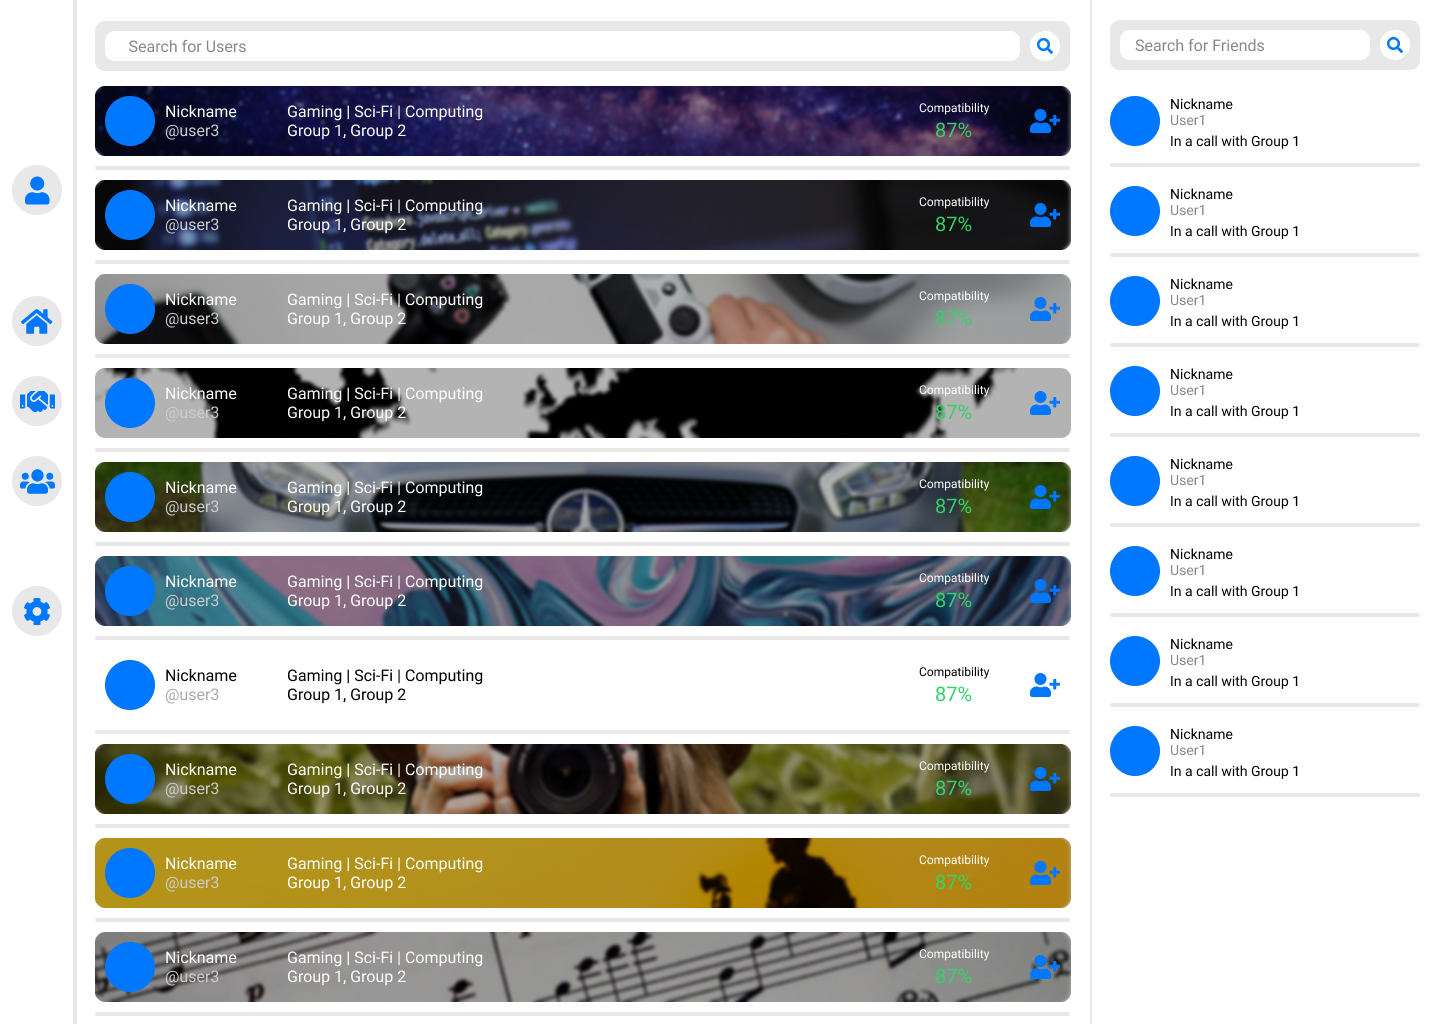 Search for Users
Nickname
@user3
Gaming | Sci-Fi | Computing
Group 1, Group 2
Compatibility
87%
Nickname
@user3
Gaming | Sci-Fi | Computing
Group 1, Group 2
Compatibility
87%
Nickname
@user3
Gaming | Sci-Fi | Computing
Group 1, Group 2
Compatibility
87%
Nickname
@user3
Gaming | Sci-Fi | Computing
Group 1, Group 2
Compatibility
87%
Nickname
@user3
Gaming | Sci-Fi | Computing
Group 1, Group 2
Compatibility
87%
Nickname
@user3
Gaming | Sci-Fi | Computing
Group 1, Group 2
Compatibility
87%
Nickname
@user3
Gaming | Sci-Fi | Computing
Group 1, Group 2
Compatibility
87%
Nickname
@user3
Gaming | Sci-Fi | Computing
Group 1, Group 2
Compatibility
87%
Nickname
@user3
Gaming | Sci-Fi | Computing
Group 1, Group 2
Compatibility
87%
Nickname
@user3
Gaming | Sci-Fi | Computing
Group 1, Group 2
Compatibility
87%
Search for Friends
Nickname
User1
In a call with Group 1
Nickname
User1
In a call with Group 1
Nickname
User1
In a call with Group 1
Nickname
User1
In a call with Group 1
Nickname
User1
In a call with Group 1
Nickname
User1
In a call with Group 1
Nickname
User1
In a call with Group 1
Nickname
User1
In a call with Group 1